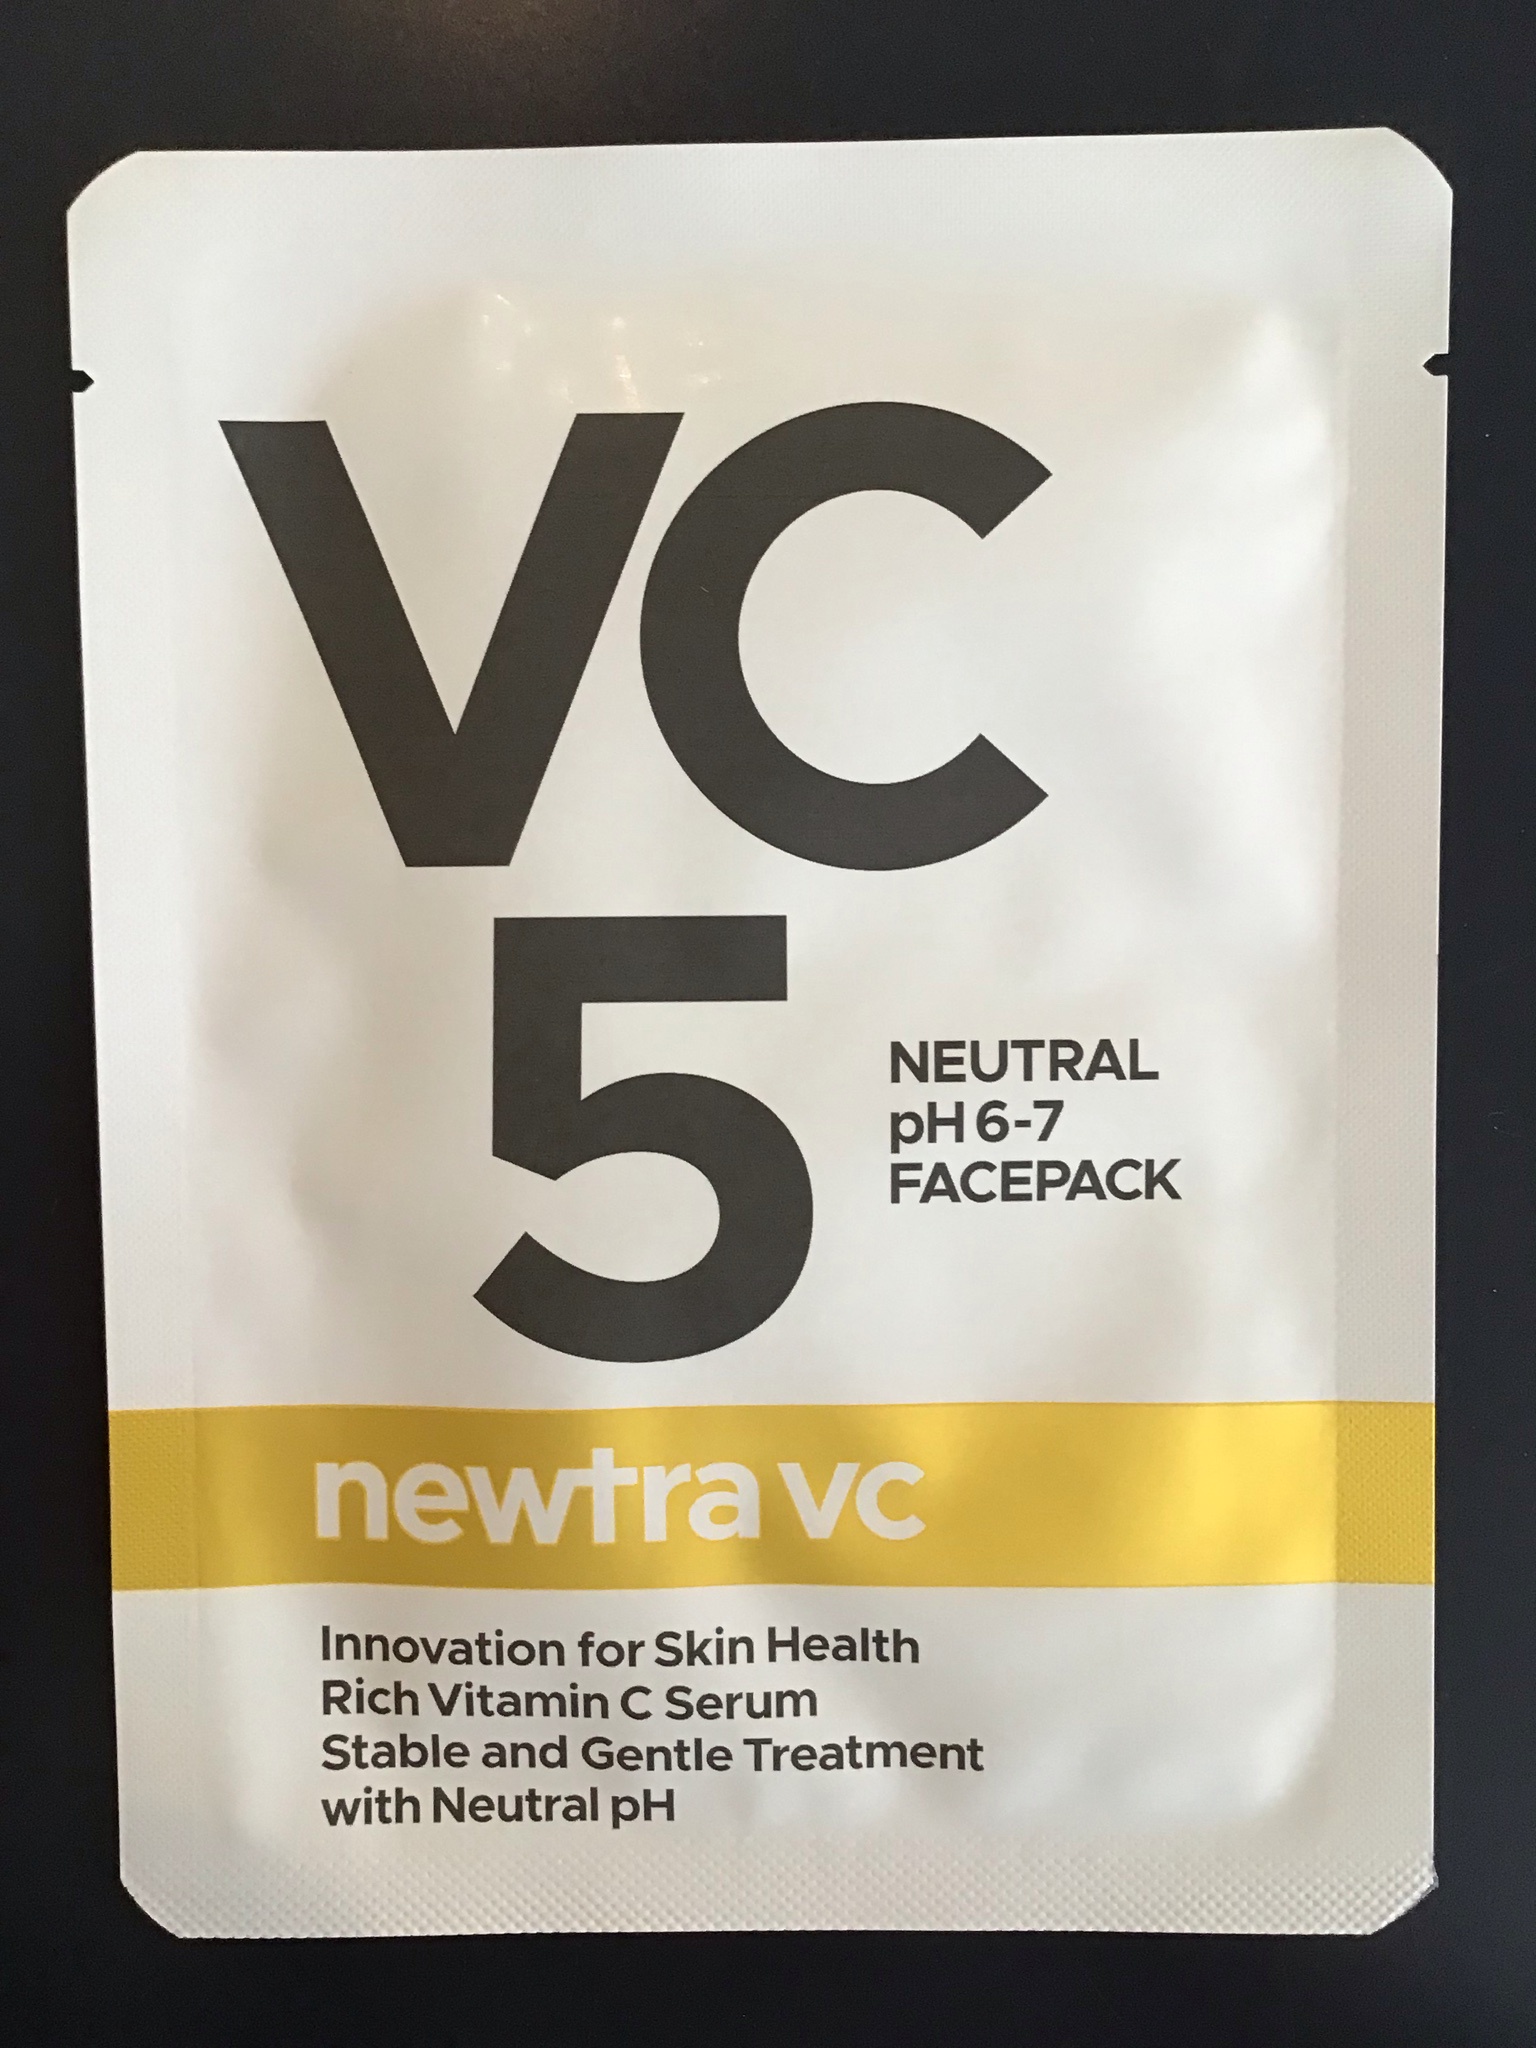 VC
5
NEUTRAL
pH 6-7
FACEPACK
newtra vc
Innovation for Skin Health
Rich Vitamin C Serum
Stable and Gentle Treatment
with Neutral pH